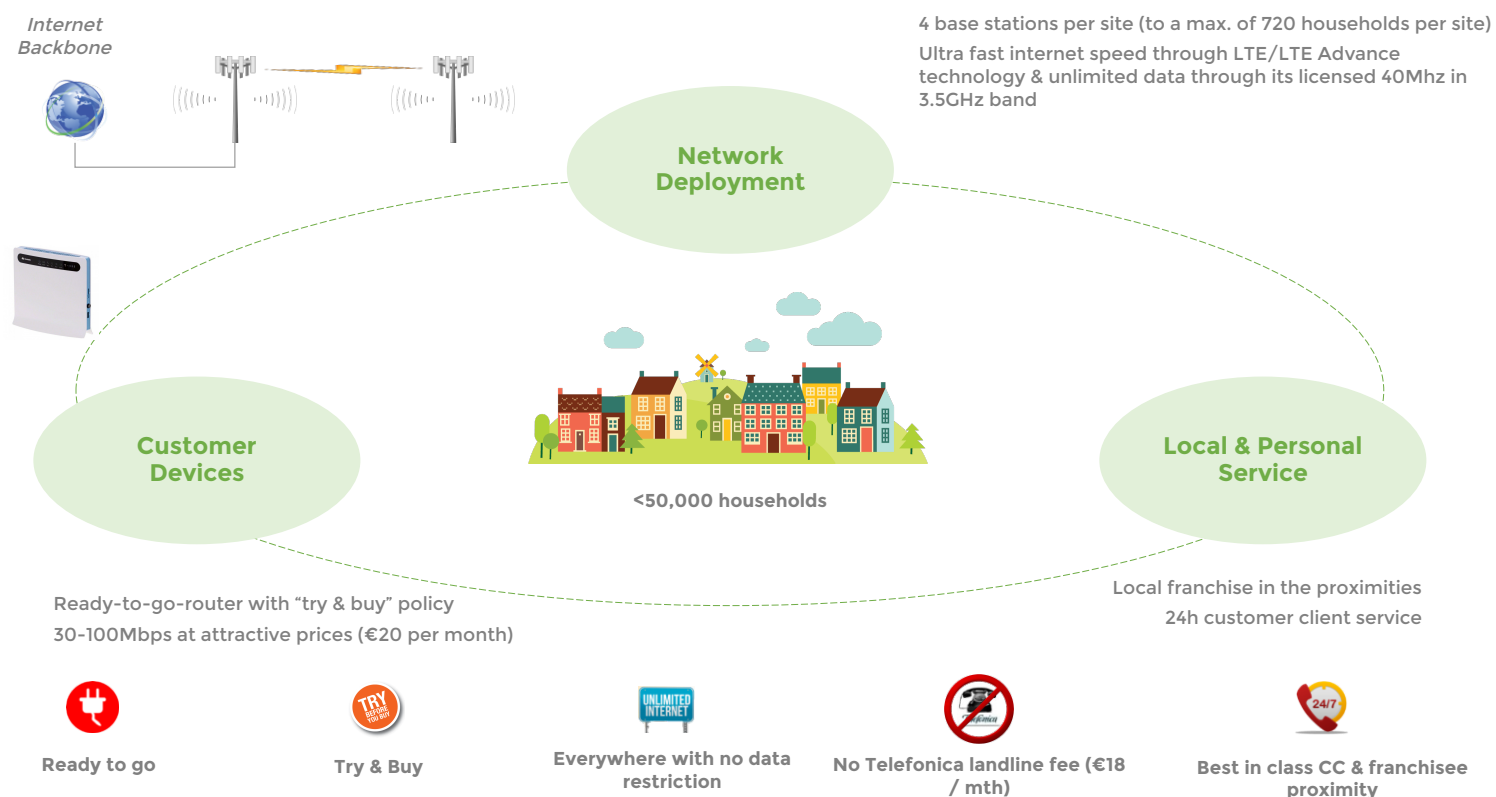 Internet
Backbone
4 base stations per site (to a max. of 720 households per site)
Ultra fast internet speed through LTE/LTE Advance
technology & unlimited data through its licensed 40Mhz in
3.5GHz band
Network
Deployment
Customer
Devices
Local & Personal
Service
<50,000 households
Ready-to-go-router with “try & buy” policy
30-100Mbps at attractive prices (€20 per month)
Local franchise in the proximities
24h customer client service
TRY
BEFORE
YOU BUY
UNLIMITED
INTERNET
Telefonica
24/7
Ready to go
Try & Buy
Everywhere with no data
restriction
No Telefonica landline fee (€18
/ mth)
Best in class CC & franchisee
proximity